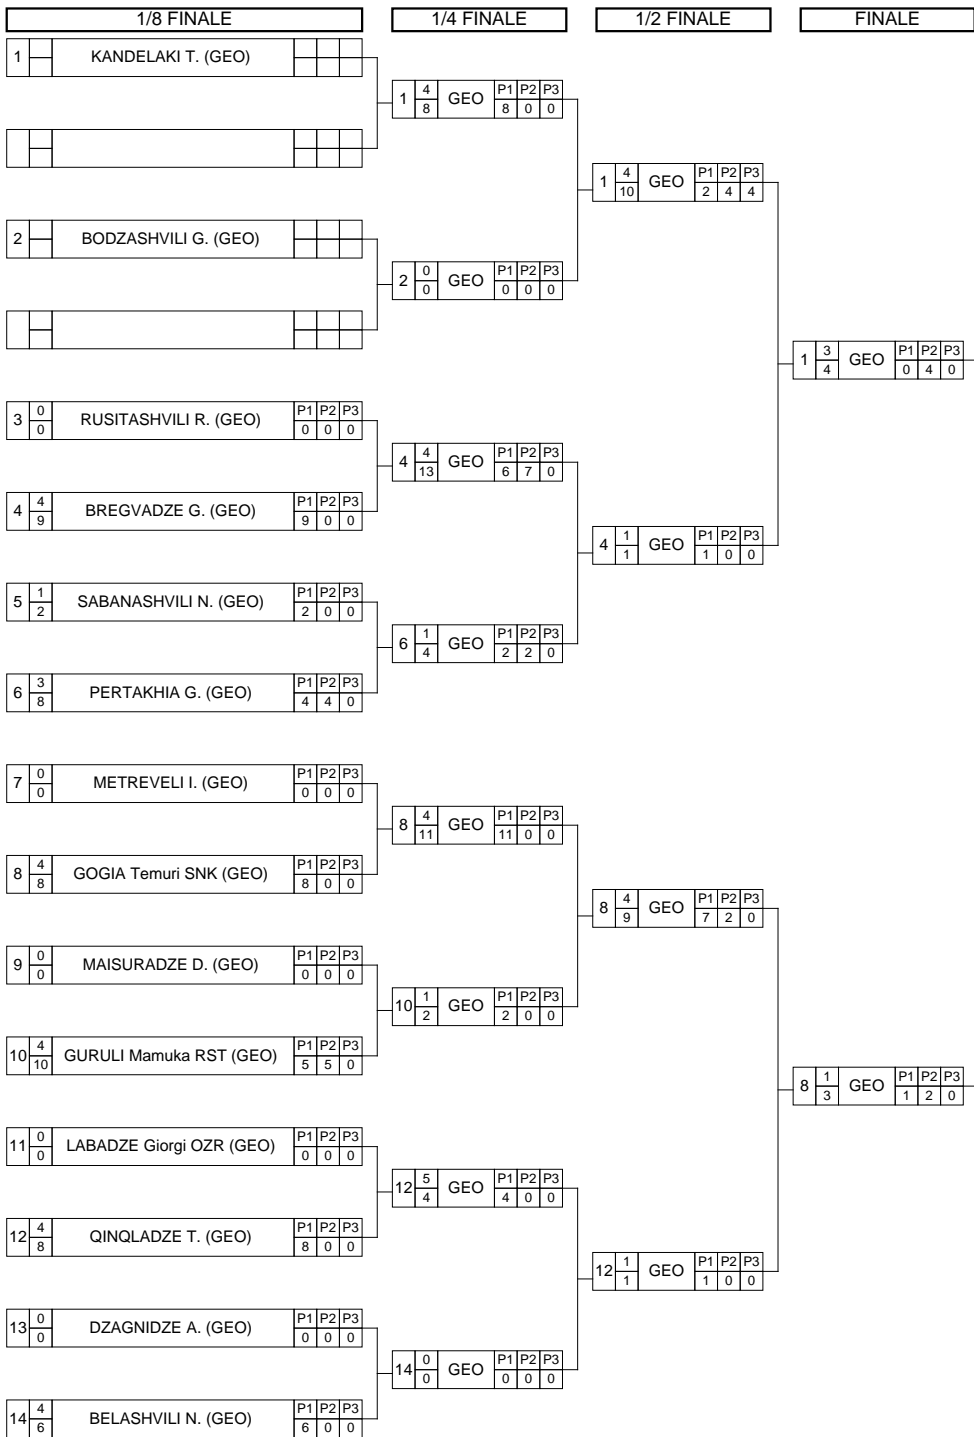 1/8 FINALE 1/4 FINALE 1/2 FINALE FINALE
1 KANDELAKI T. (GEO)
1 4 8 GEO P1 P2 P3 8 0 0
1 4 10 GEO P1 P2 P3 2 4 4
2 BODZASHVILI G. (GEO)
2 0 0 GEO P1 P2 P3 0 0 0
1 3 4 GEO P1 P2 P3 0 4 0
3 0 0 RUSITASHVILI R. (GEO) P1 P2 P3 0 0 0
4 4 13 GEO P1 P2 P3 6 7 0
4 4 9 BREGVADZE G. (GEO) P1 P2 P3 9 0 0
4 1 1 GEO P1 P2 P3 1 0 0
5 1 2 SABANASHVILI N. (GEO) P1 P2 P3 2 0 0
6 1 4 GEO P1 P2 P3 2 2 0
6 3 8 PERTAKHIA G. (GEO) P1 P2 P3 4 4 0
7 0 0 METREVELI I. (GEO) P1 P2 P3 0 0 0
8 4 11 GEO P1 P2 P3 11 0 0
8 4 8 GOGIA Temuri SNK (GEO) P1 P2 P3 8 0 0
8 4 9 GEO P1 P2 P3 7 2 0
9 0 0 MAISURADZE D. (GEO) P1 P2 P3 0 0 0
10 1 2 GEO P1 P2 P3 2 0 0
10 4 10 GURULI Mamuka RST (GEO) P1 P2 P3 5 5 0
8 1 3 GEO P1 P2 P3 1 2 0
11 0 0 LABADZE Giorgi OZR (GEO) P1 P2 P3 0 0 0
12 5 4 GEO P1 P2 P3 4 0 0
12 4 8 QINQLADZE T. (GEO) P1 P2 P3 8 0 0
12 1 1 GEO P1 P2 P3 1 0 0
13 0 0 DZAGNIDZE A. (GEO) P1 P2 P3 0 0 0
14 0 0 GEO P1 P2 P3 0 0 0
14 4 6 BELASHVILI N. (GEO) P1 P2 P3 6 0 0